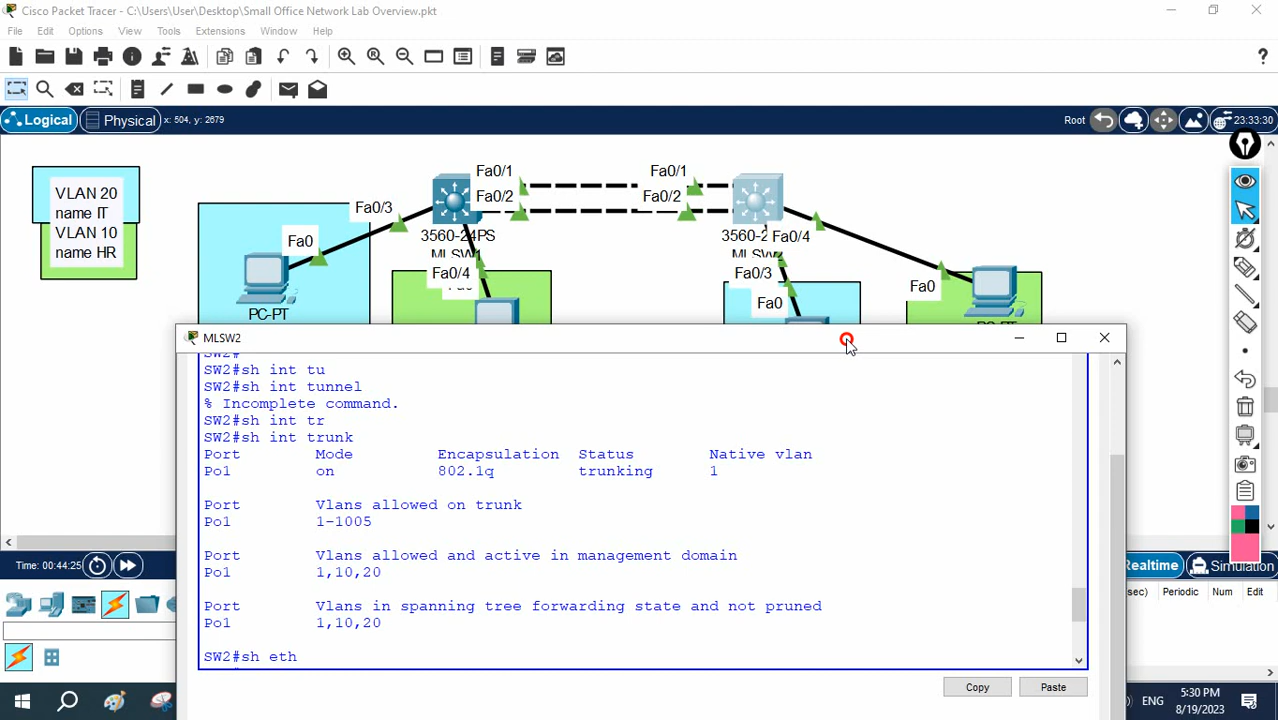 Cisco Packet Tracer - C:\Users\User\Desktop\Small Office Network Lab Overview.pkt
File Edit Options View Tools Extensions Window Help
Logical Physical x: 504, y: 2679 Root 23:33:30
VLAN 20
name IT
VLAN 10
name HR
Fa0/1 Fa0/1
Fa0/2 Fa0/2
Fa0/3
3560-24PS 3560-2 Fa0/4
Fa0
Fa0/4 Fa0/3
Fa0 Fa0
PC-PT
MLSW2
SW2#sh int tu
SW2#sh int tunnel
% Incomplete command.
SW2#sh int tr
SW2#sh int trunk
Port Mode Encapsulation Status Native vlan
Po1 on 802.1q trunking 1
Port Vlans allowed on trunk
Po1 1-1005
Port Vlans allowed and active in management domain
Po1 1,10,20
Port Vlans in spanning tree forwarding state and not pruned
Po1 1,10,20
SW2#sh eth
Copy Paste
Time: 00:44:25
Realtime Simulation
sec) Periodic Num Edit
ENG
5:30 PM
8/19/2023